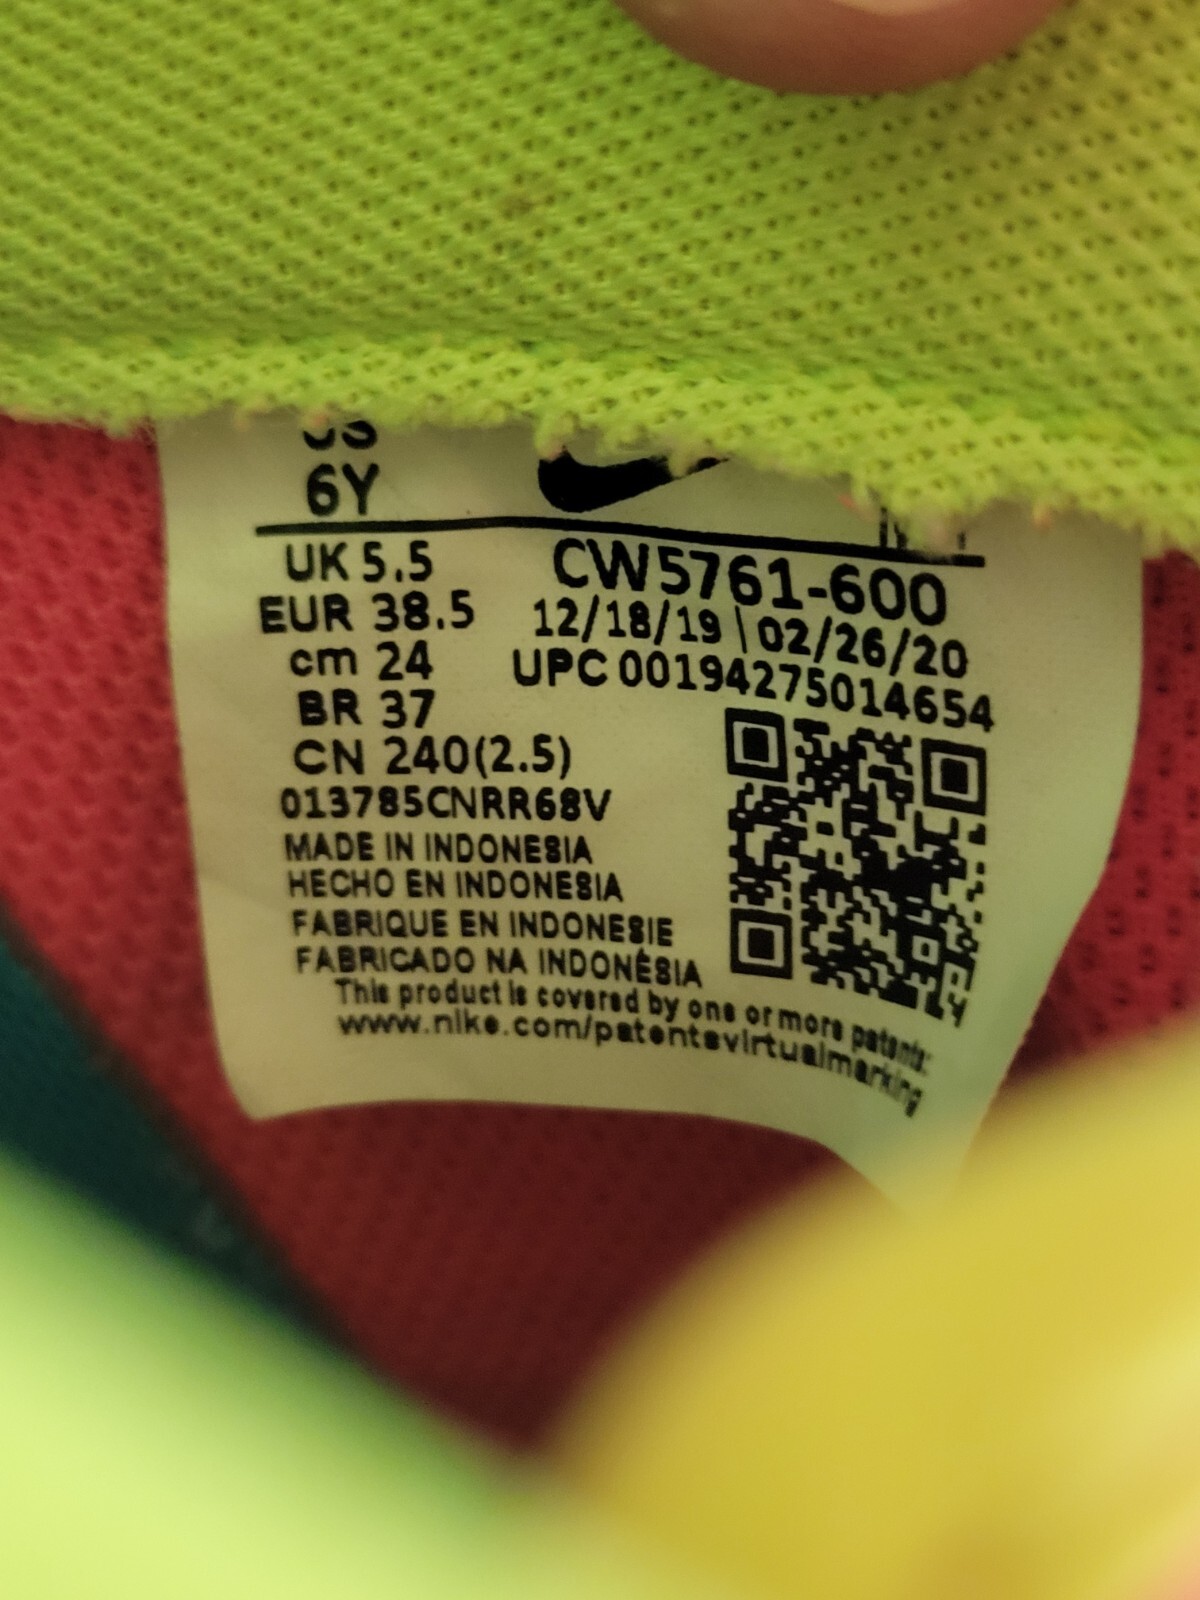 US
6Y
UK 5.5
EUR 38.5
cm 24
BR 37
CN 240(2.5)
013785CNRR68V
CW5761-600
12/18/19 \ 02/26/20
UPC 00194275014654
MADE IN INDONESIA
HECHO EN INDONESIA
FABRIQUE EN INDONESIE
FABRICADO NA INDONÉSIA
This product is covered by one or more patents:
www.nike.com/patentsvirtualmarking